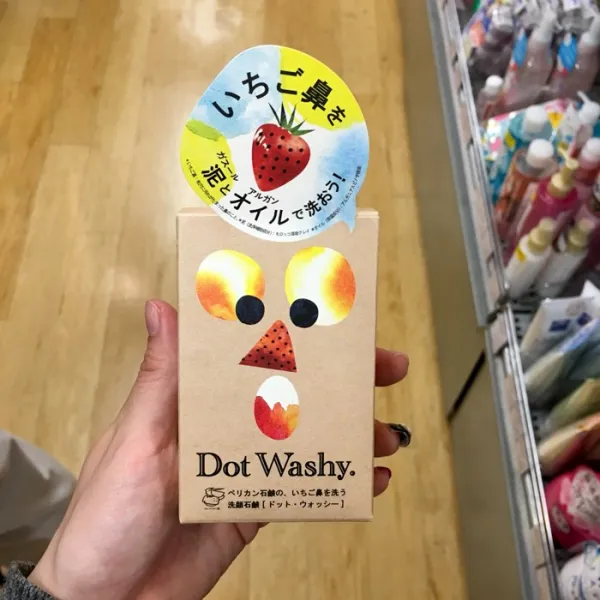 いちご鼻を
ガスール アルガン
泥とオイルで洗おう!
Dot Washy.
ペリカン石鹸の、いちご鼻を洗う
洗顔石鹸[ドット・ウォッシー]